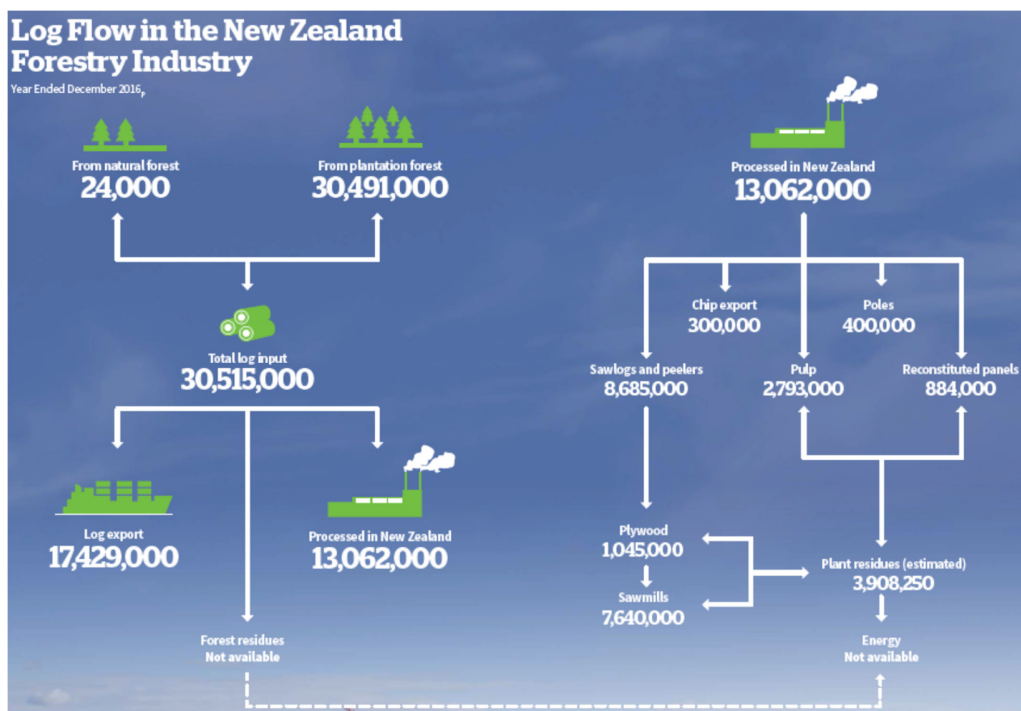 Log Flow in the New Zealand
Forestry Industry
Year Ended December 2016p
From natural forest
24,000
From plantation forest
30,491,000
Total log input
30,515,000
Log export
17,429,000
Processed in New Zealand
13,062,000
Forest residues
Not available
Processed in New Zealand
13,062,000
Chip export
300,000
Poles
400,000
Sawlogs and peelers
8,685,000
Pulp
2,793,000
Reconstituted panels
884,000
Plywood
1,045,000
Sawmills
7,640,000
Plant residues (estimated)
3,908,250
Energy
Not available